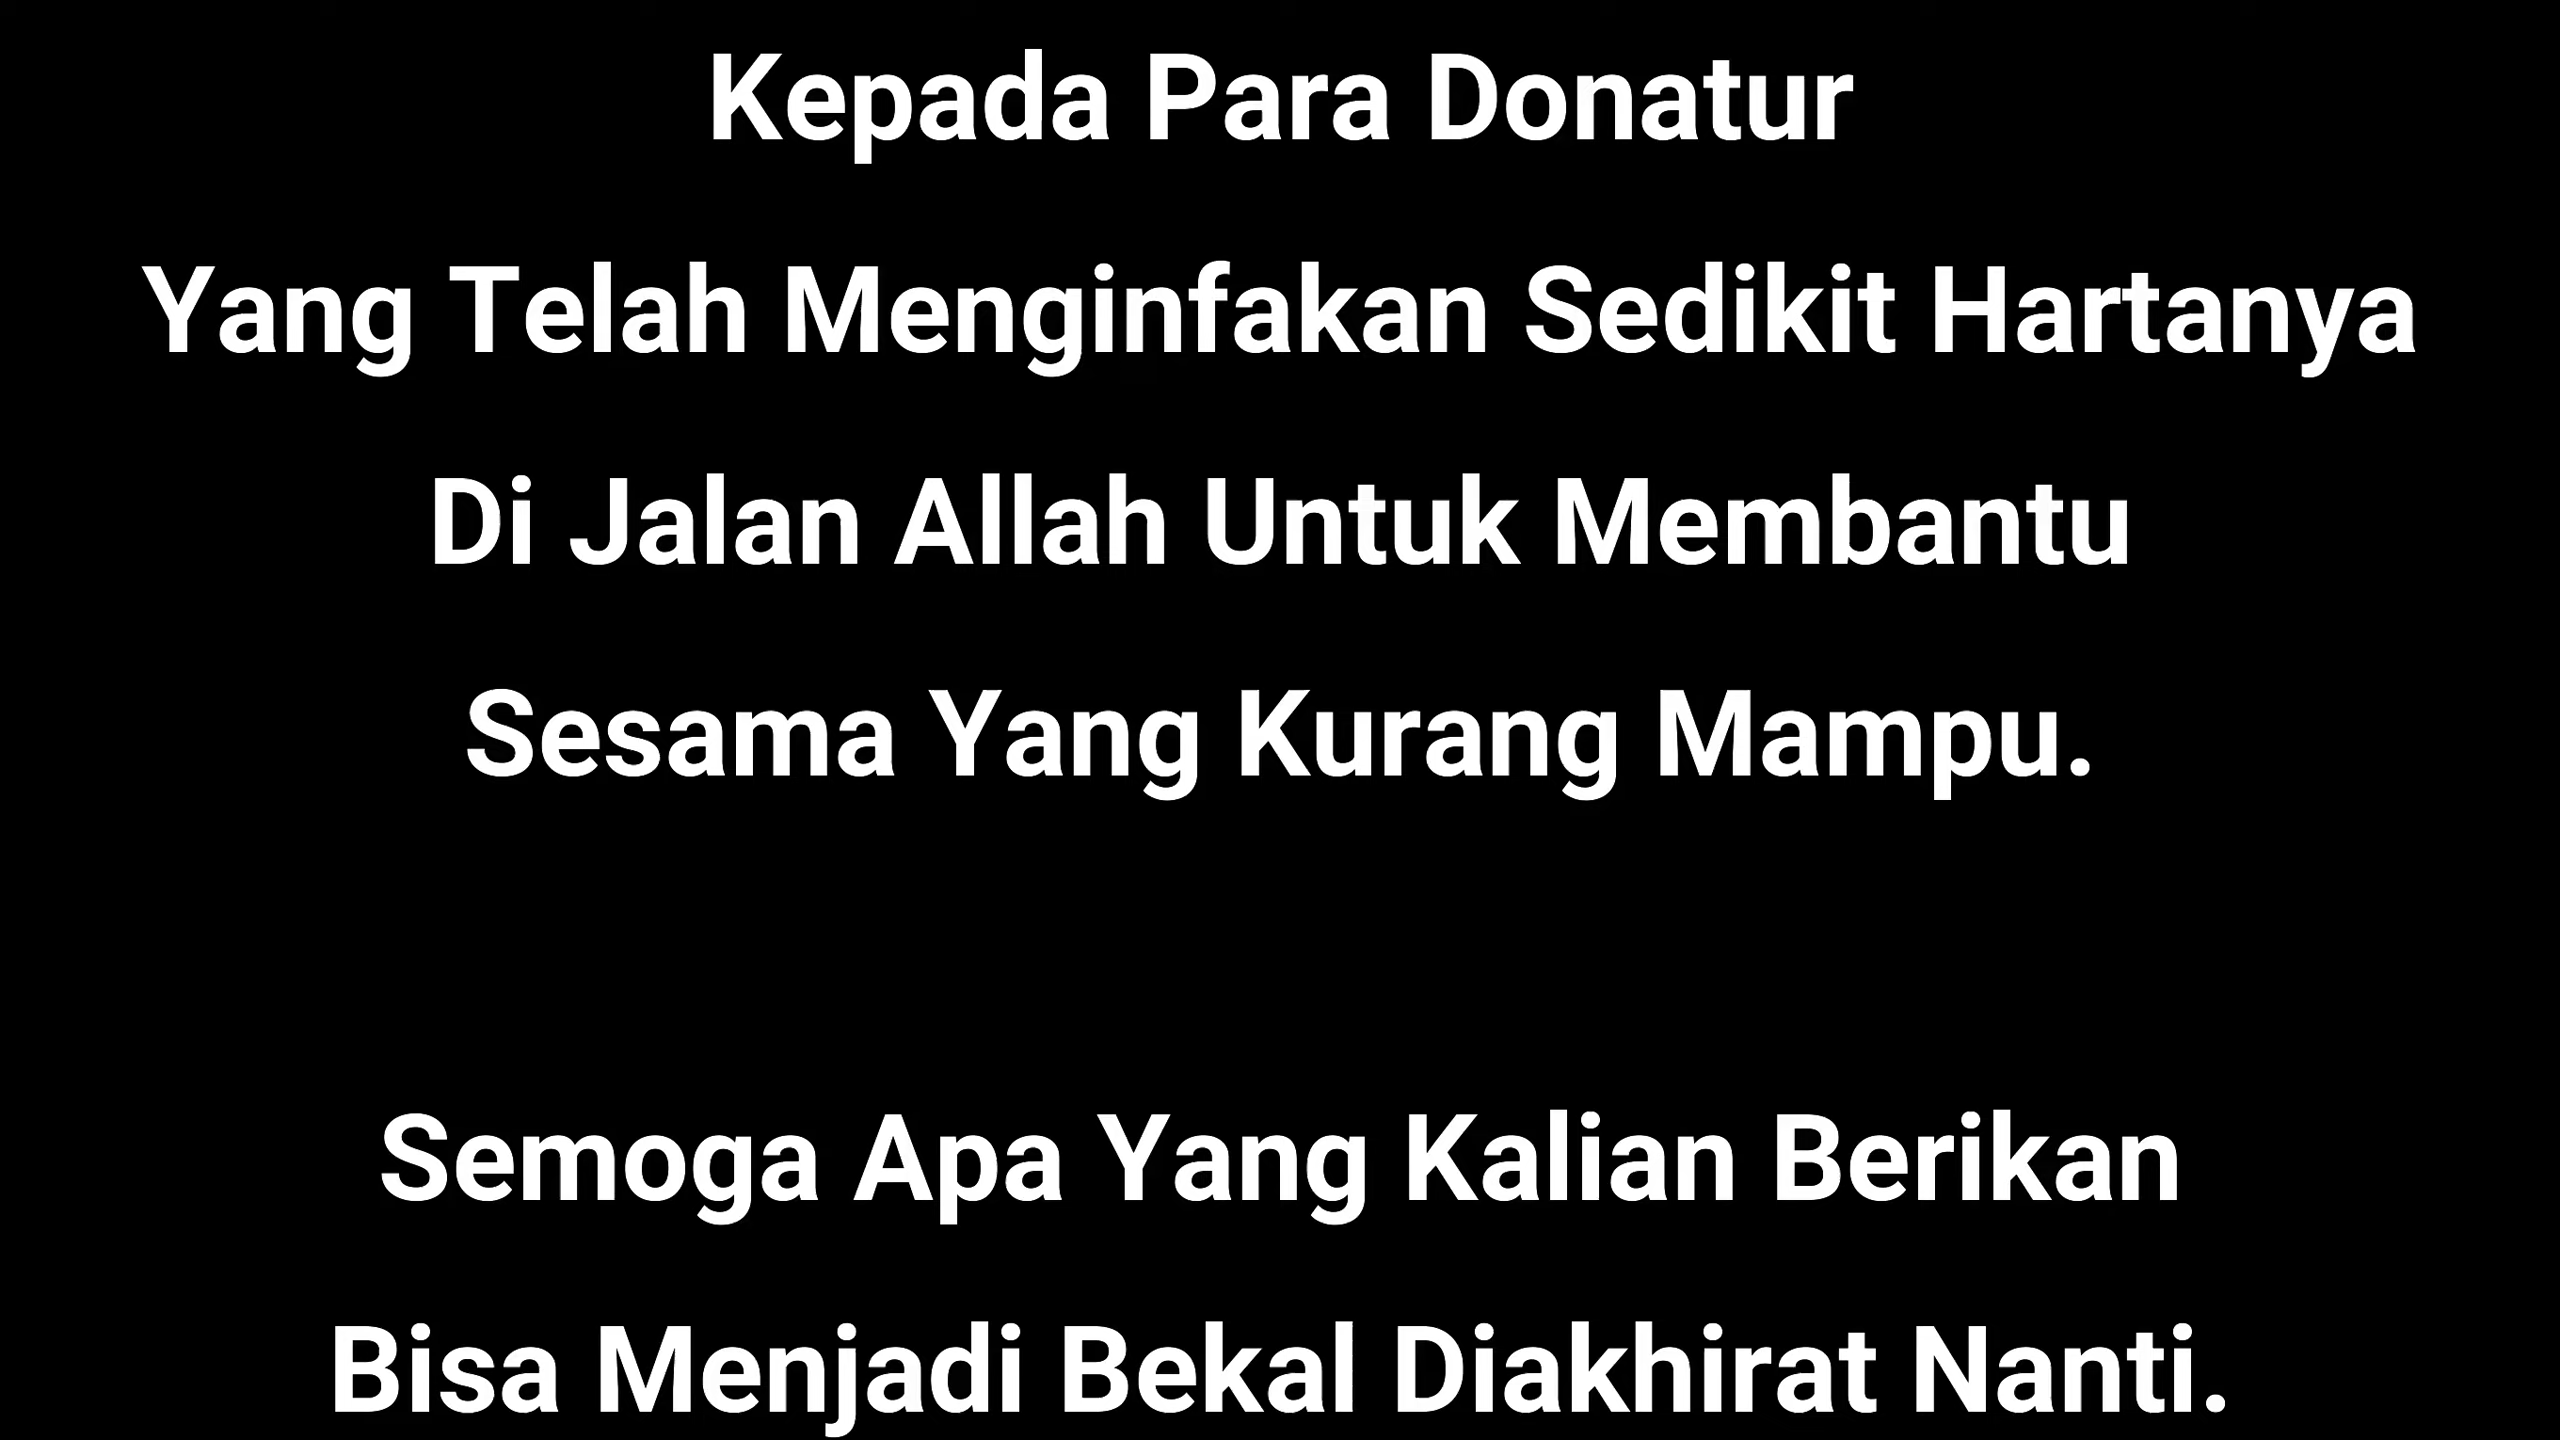 Kepada Para Donatur
Yang Telah Menginfakan Sedikit Hartanya
Di Jalan Allah Untuk Membantu
Sesama Yang Kurang Mampu.
Semoga Apa Yang Kalian Berikan
Bisa Menjadi Bekal Diakhirat Nanti.